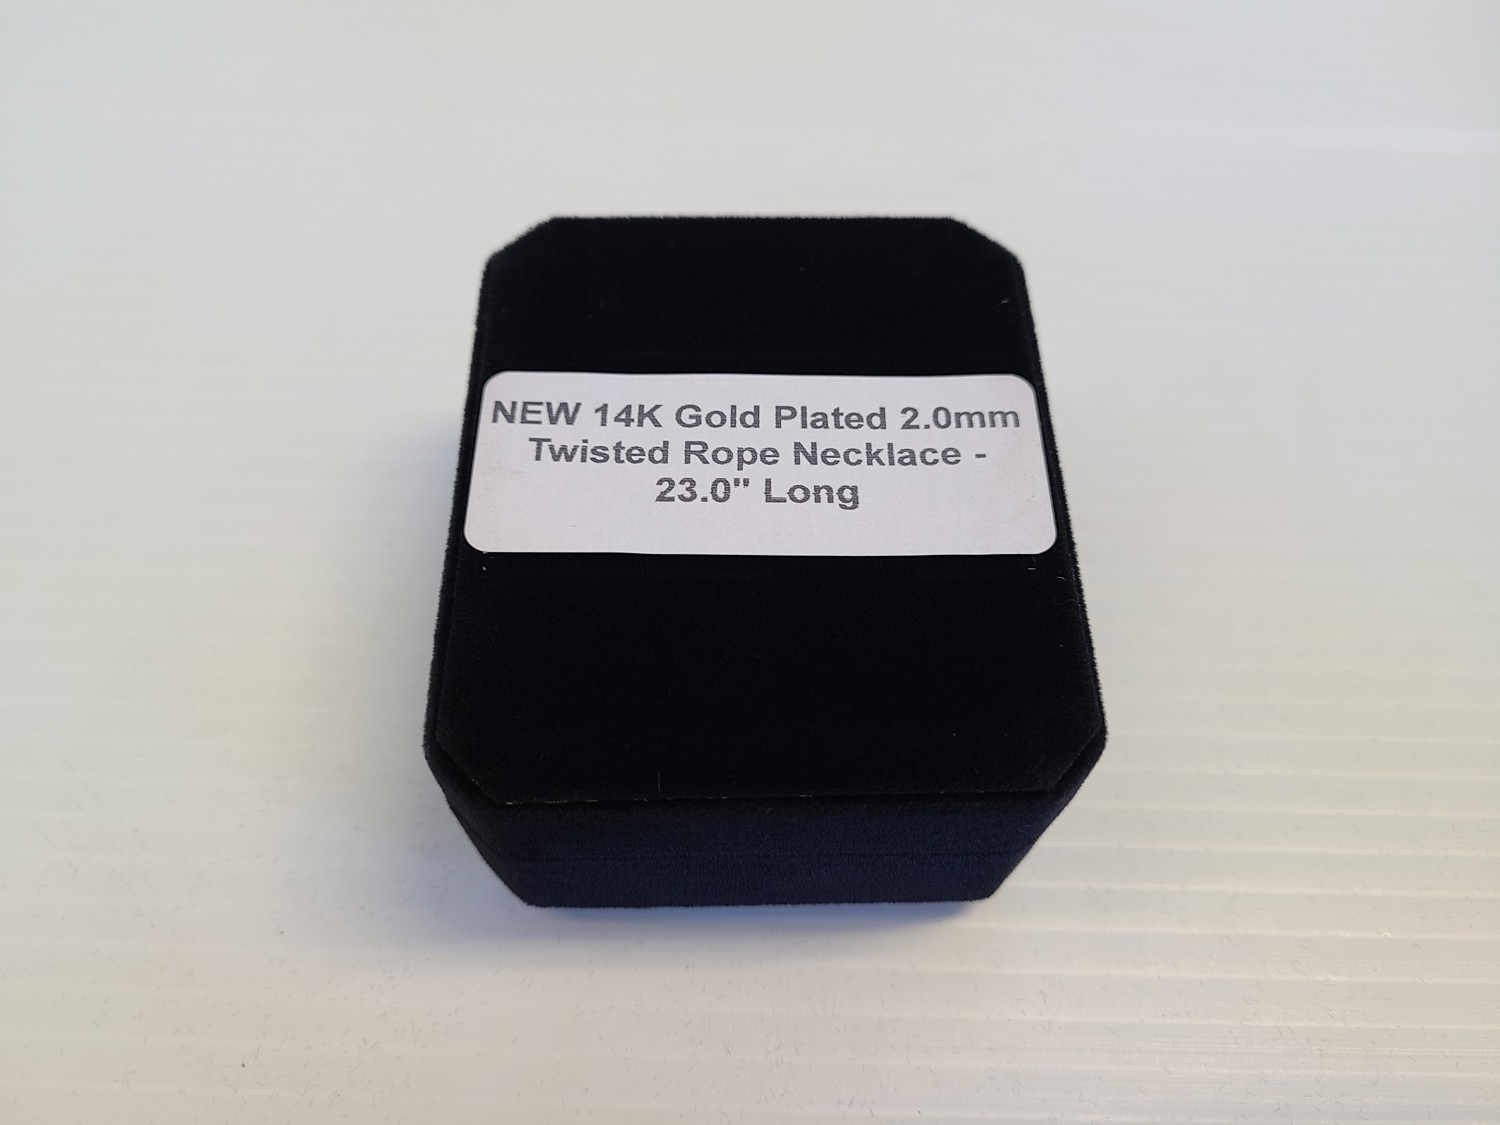 NEW 14K Gold Plated 2.0mm
Twisted Rope Necklace -
23.0" Long